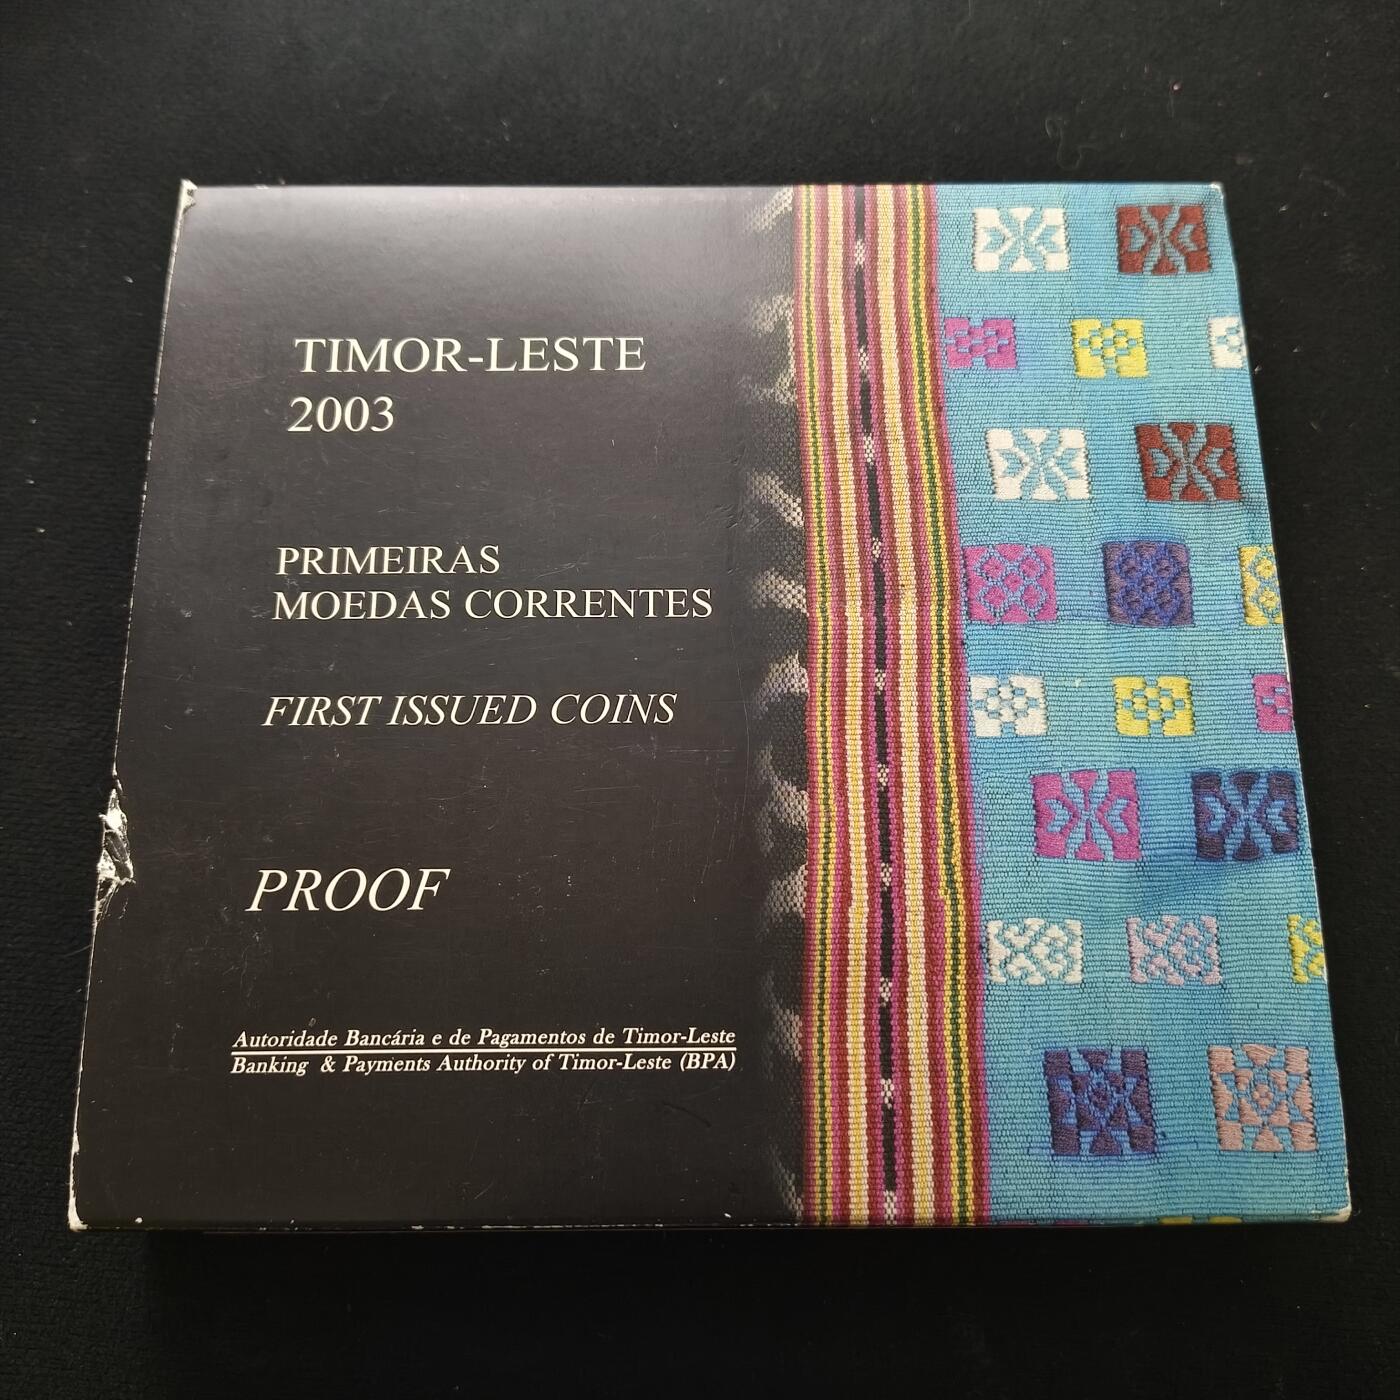 TIMOR-LESTE
2003
PRIMEIRAS
MOEDAS CORRENTES
FIRST ISSUED COINS
PROOF
Autoridade Bancária e de Pagamentos de Timor-Leste
Banking & Payments Authority of Timor-Leste (BPA)